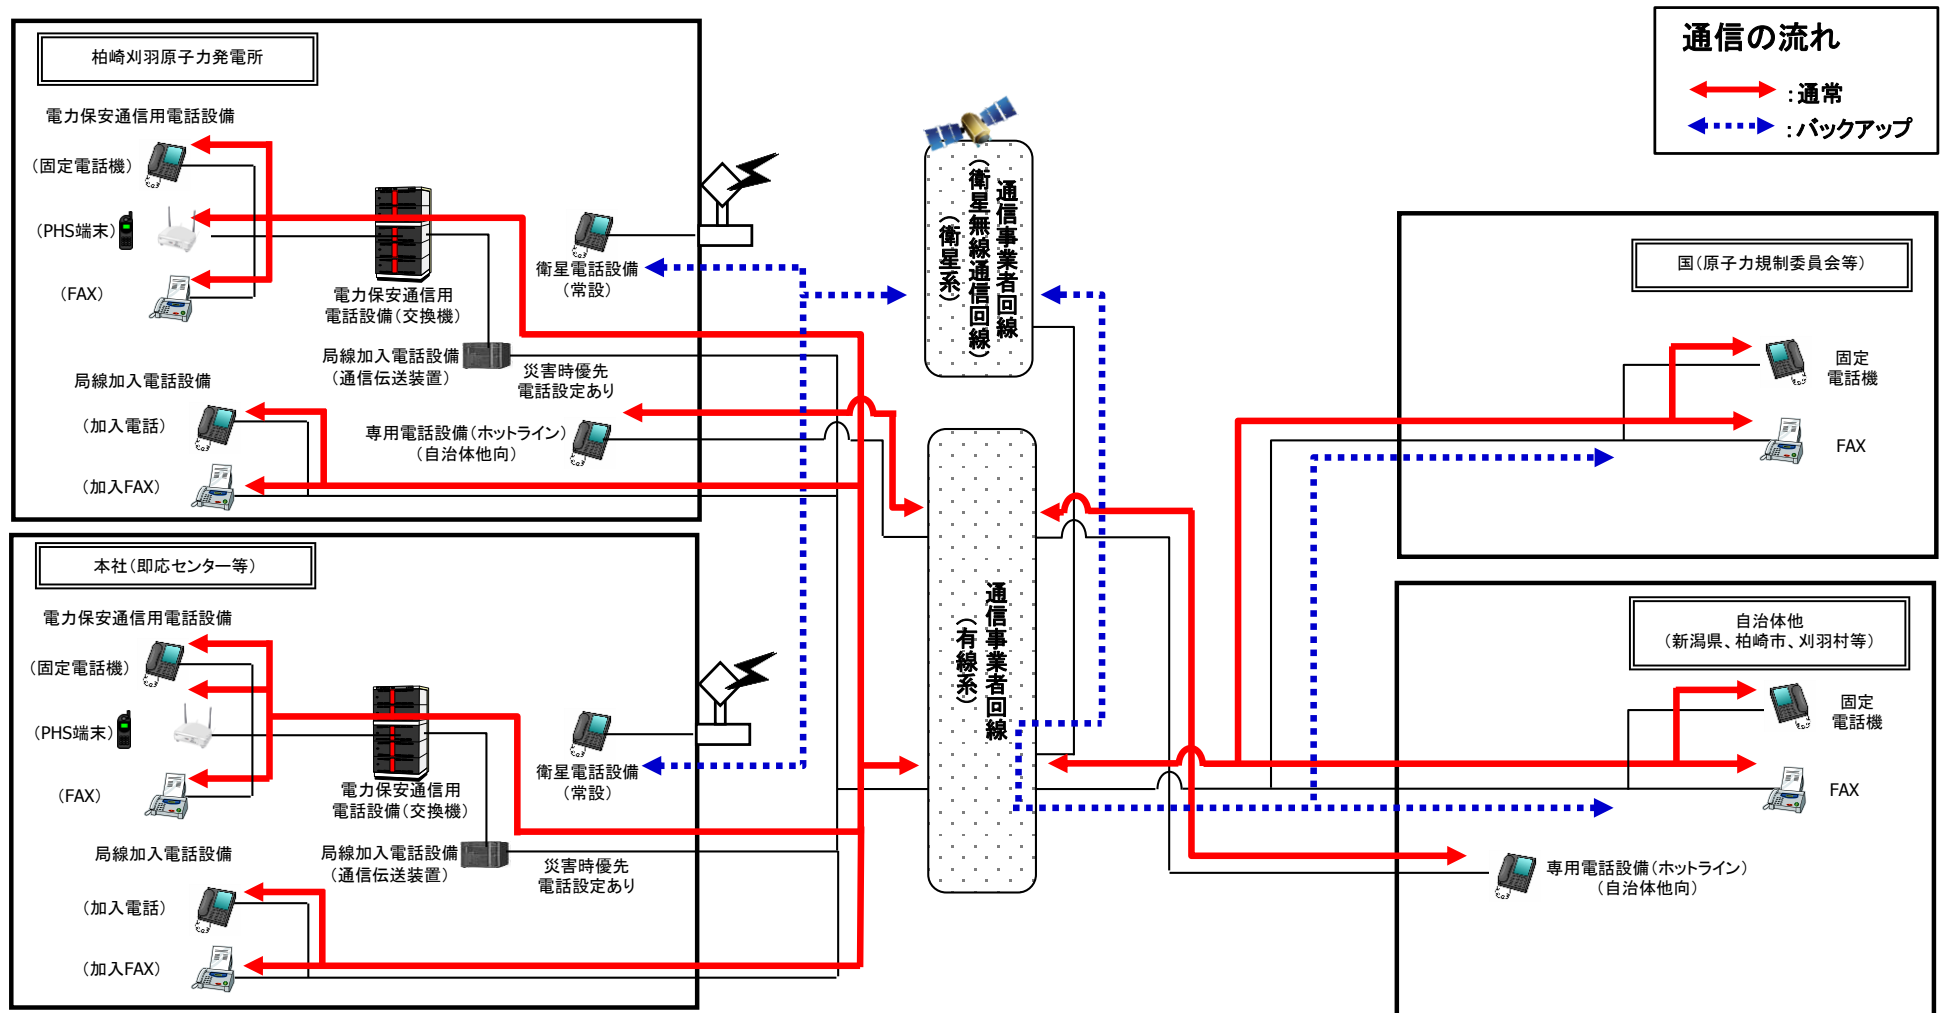 柏崎刈羽原子力発電所
電力保安通信用電話設備
(固定電話機)
(PHS端末)
(FAX)
電力保安通信用
電話設備(交換機)
衛星電話設備
(常設)
局線加入電話設備
(通信伝送装置)
災害時優先
電話設定あり
局線加入電話設備
(加入電話)
(加入FAX)
専用電話設備(ホットライン)
(自治体他向)
本社(即応センター等)
電力保安通信用電話設備
(固定電話機)
(PHS端末)
(FAX)
電力保安通信用
電話設備(交換機)
衛星電話設備
(常設)
局線加入電話設備
(通信伝送装置)
災害時優先
電話設定あり
局線加入電話設備
(加入電話)
(加入FAX)
通信事業者回線
(衛星無線通信回線)
(衛星系)
通信事業者回線
(有線系)
通信の流れ
:通常
:バックアップ
国(原子力規制委員会等)
固定
電話機
FAX
自治体他
(新潟県、柏崎市、刈羽村等)
固定
電話機
FAX
専用電話設備(ホットライン)
(自治体他向)